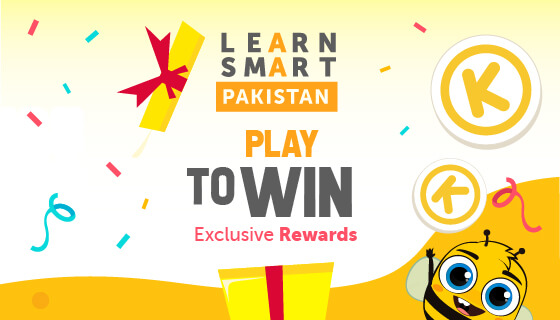 LEARN
SMART
PAKISTAN
PLAY
TO WIN
Exclusive Rewards
K
K